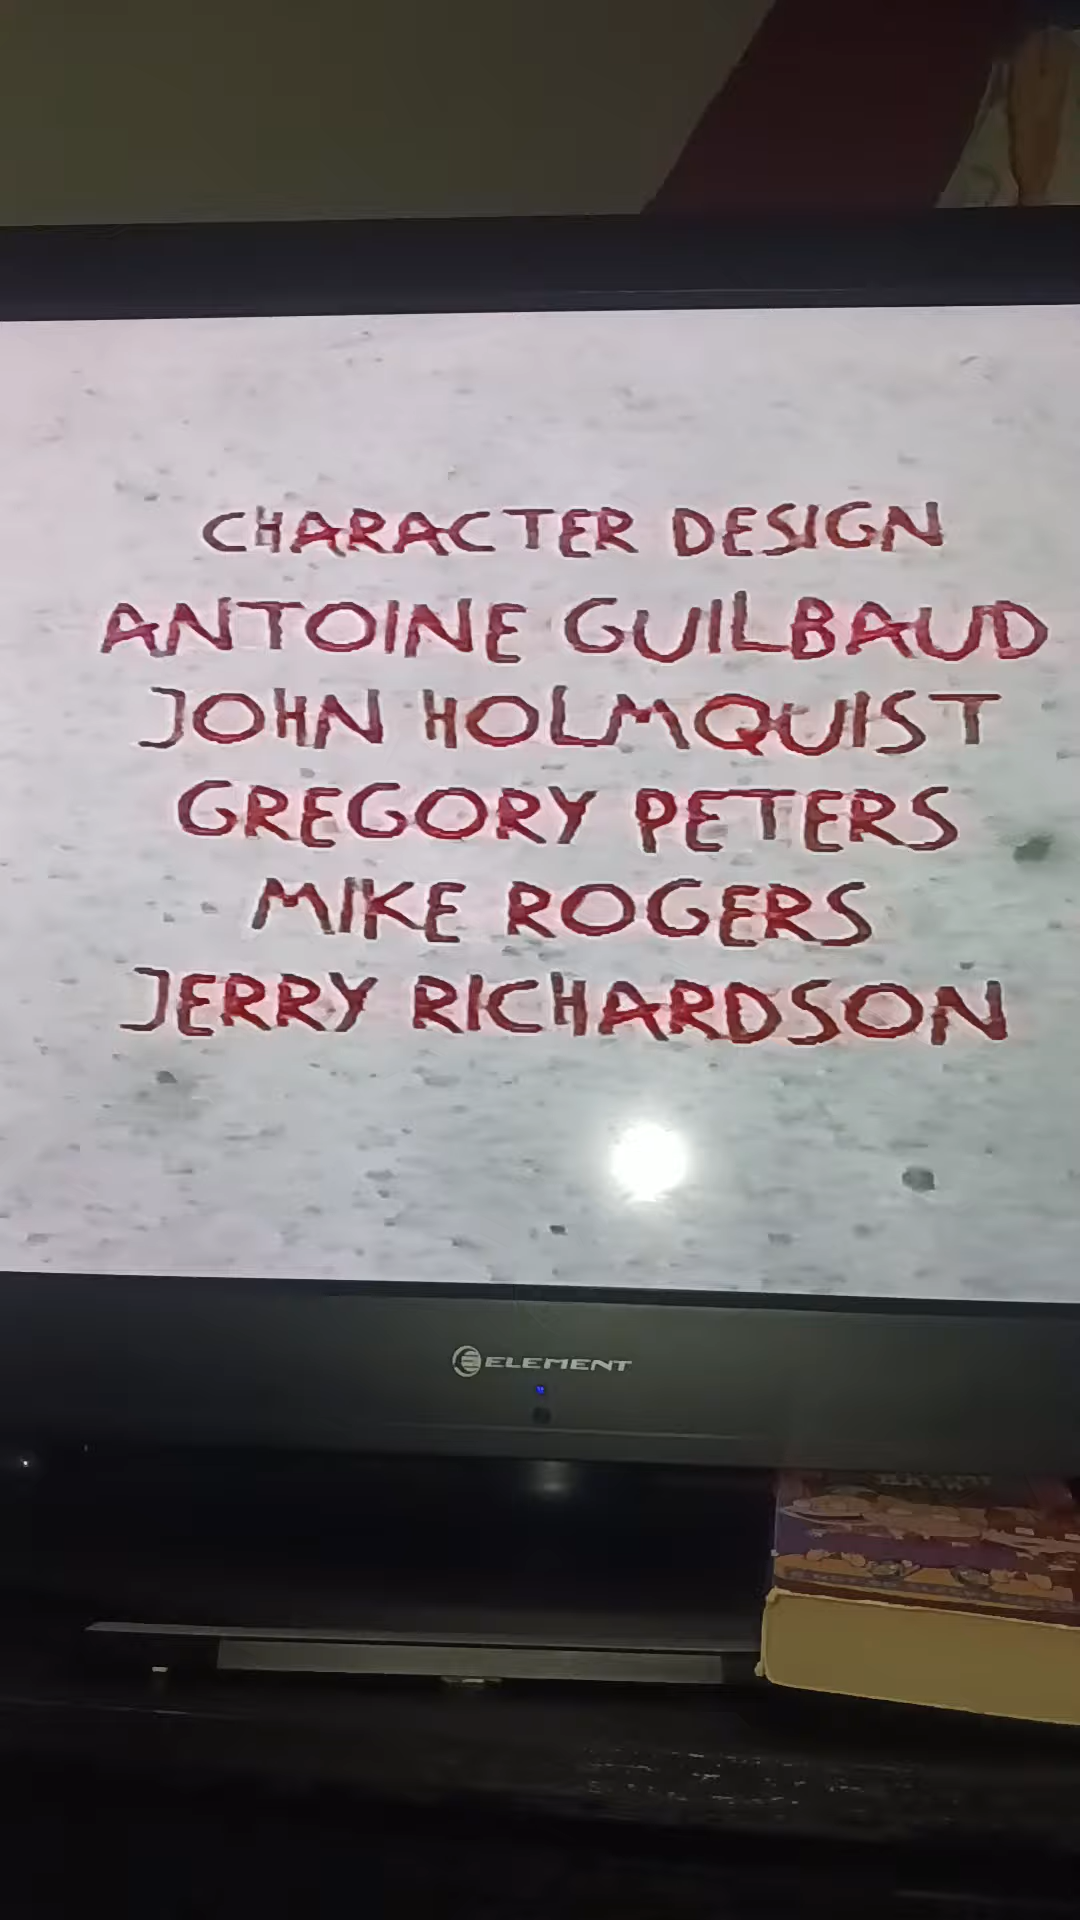 CHARACTER DESIGN
ANTOINE GUILBAUD
JOHN HOLMQUIST
GREGORY PETERS
MIKE ROGERS
JERRY RICHARDSON
ELEMENT